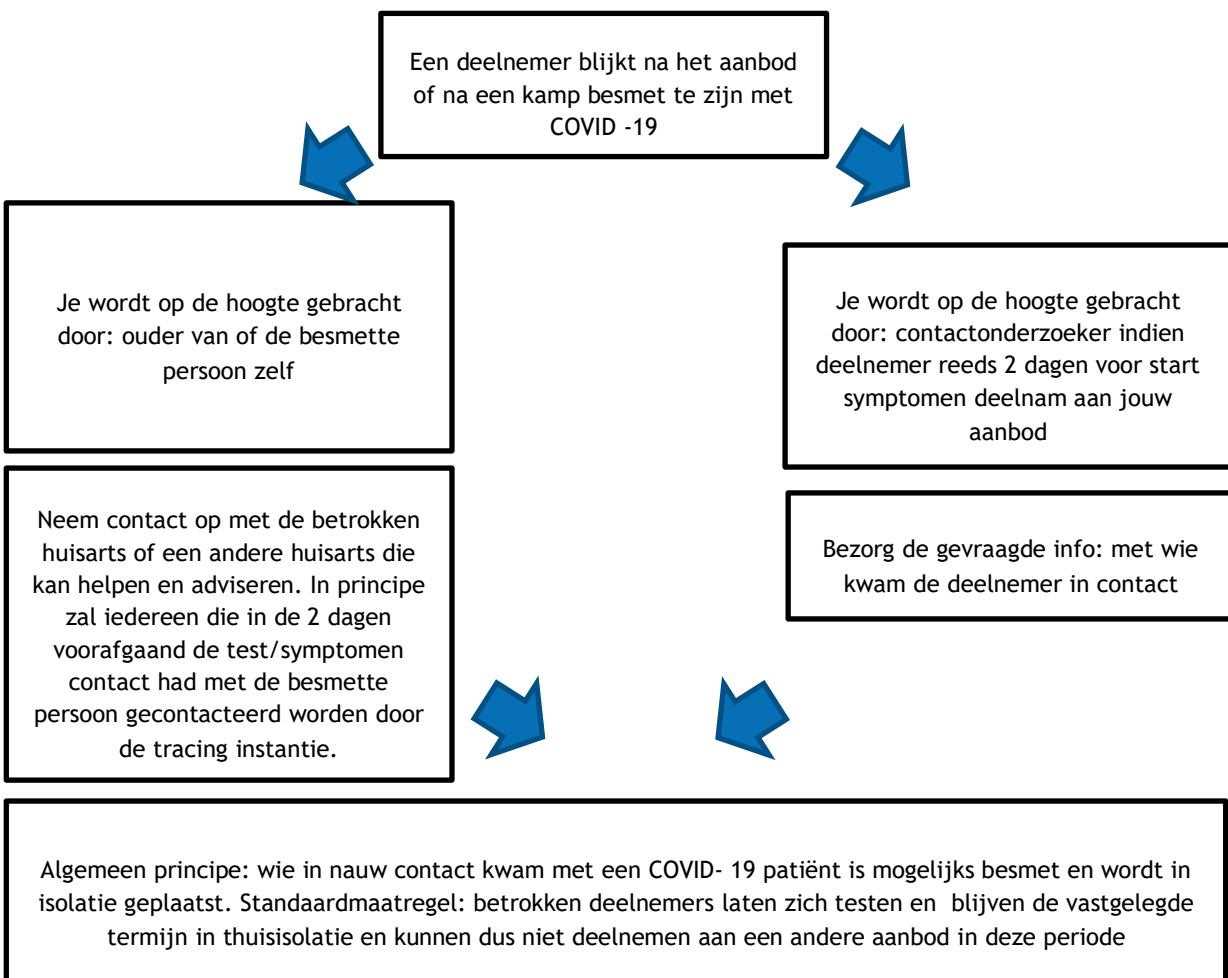 Een deelnemer blijkt na het aanbod
of na een kamp besmet te zijn met
COVID -19
Je wordt op de hoogte gebracht
door: ouder van of de besmette
persoon zelf
Je wordt op de hoogte gebracht
door: contactonderzoeker indien
deelnemer reeds 2 dagen voor start
symptomen deelnam aan jouw
aanbod
Neem contact op met de betrokken
huisarts of een andere huisarts die
kan helpen en adviseren. In principe
zal iedereen die in de 2 dagen
voorafgaand de test/symptomen
contact had met de besmette
persoon gecontacteerd worden door
de tracing instantie.
Bezorg de gevraagde info: met wie
kwam de deelnemer in contact
Algemeen principe: wie in nauw contact kwam met een COVID- 19 patiënt is mogelijks besmet en wordt in
isolatie geplaatst. Standaardmaatregel: betrokken deelnemers laten zich testen en  blijven de vastgelegde
termijn in thuisisolatie en kunnen dus niet deelnemen aan een andere aanbod in deze periode